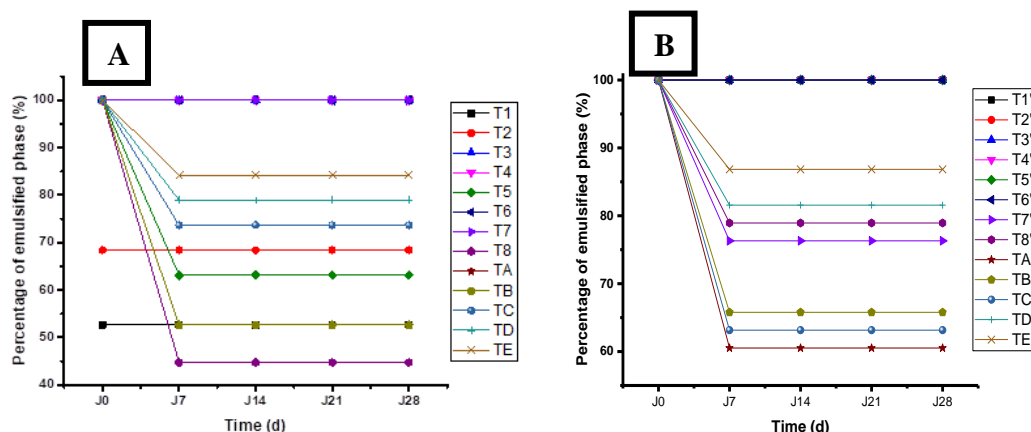 A
Percentage of emulsified phase (%)
100
90
80
70
60
50
40
J0
J7
J14
J21
J28
Time (d)
T1
T2
T3
T4
T5
T6
T7
T8
TA
TB
TC
TD
TE
B
Percentage of emulsified phase (%)
100
90
80
70
60
J0
J7
J14
J21
J28
Time (d)
T1'
T2'
T3'
T4'
T5'
T6'
T7'
T8'
TA
TB
TC
TD
TE